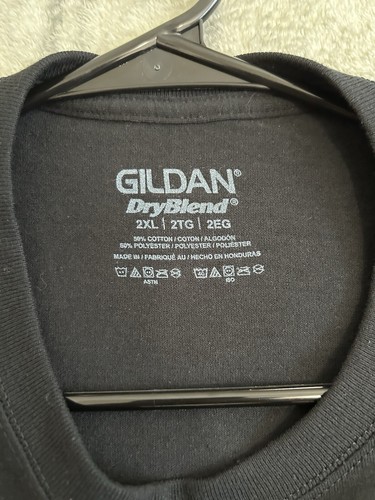 GILDAN®
DryBlend®
2XL | 2TG | 2EG
50% COTTON / COTON / ALGODÓN
50% POLYESTER / POLYESTER / POLIÉSTER
MADE IN / FABRIQUÉ AU / HECHO EN HONDURAS
ASTM ISO